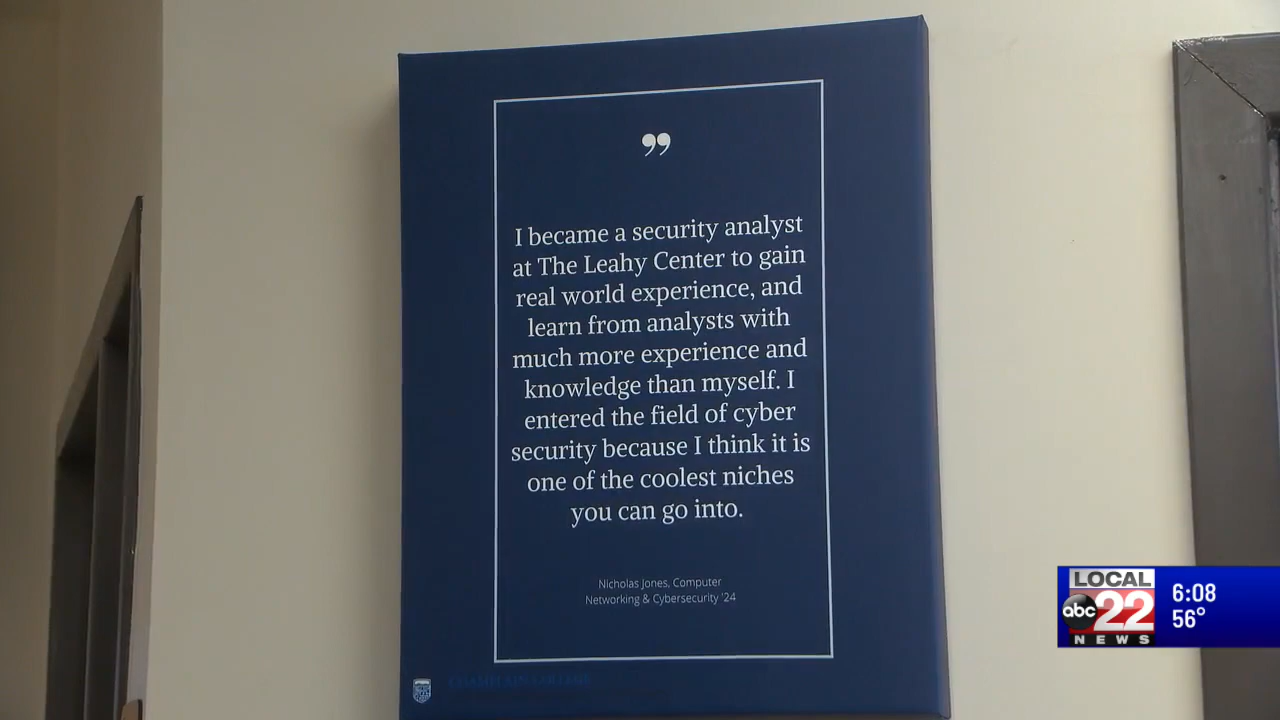 ”
I became a security analyst
at The Leahy Center to gain
real world experience, and
learn from analysts with
much more experience and
knowledge than myself. I
entered the field of cyber
security because I think it is
one of the coolest niches
you can go into.
Nicholas Jones, Computer
Networking & Cybersecurity '24
CHAMPLAIN COLLEGE
LOCAL
abc 22
NEWS
6:08
56°